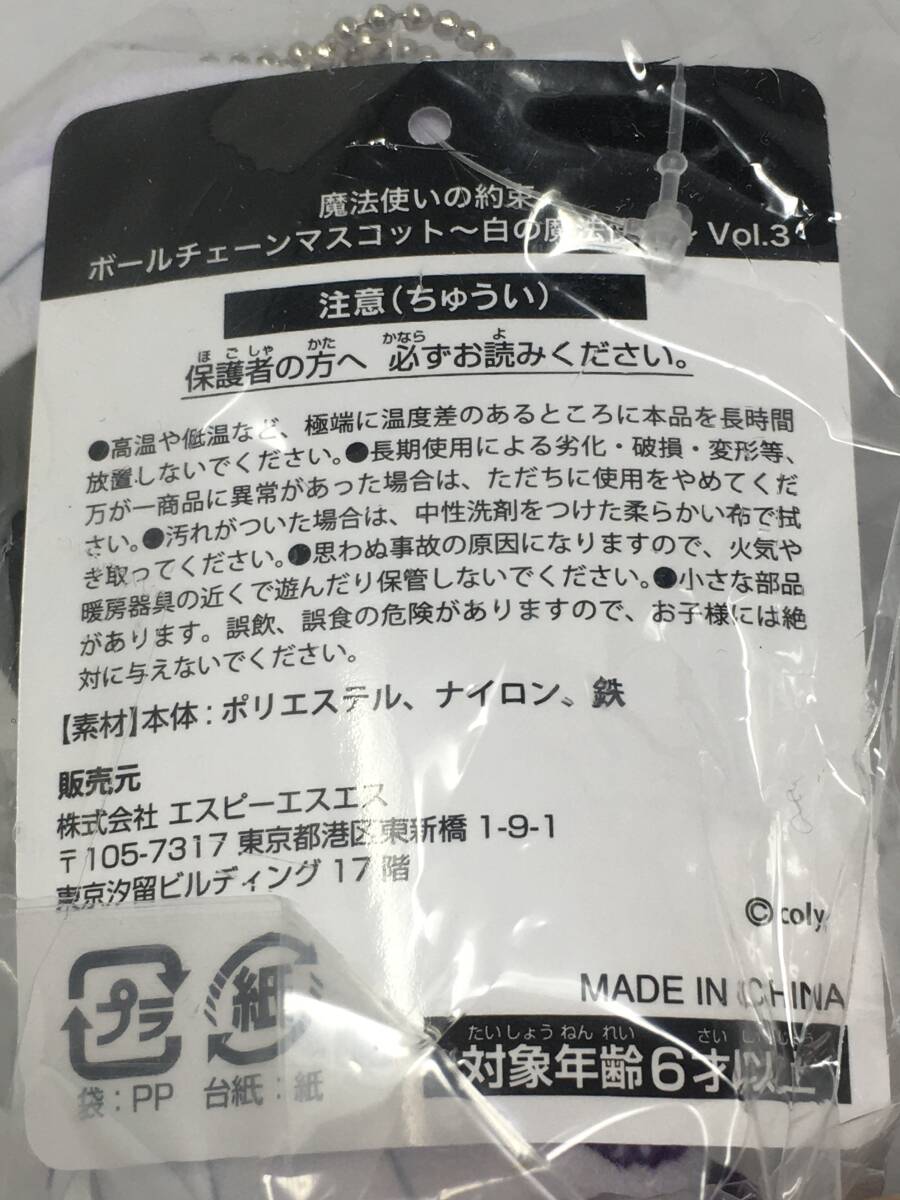 魔法使いの約束
ボールチェーンマスコット～白の魔法使い～ Vol.3
注意(ちゅうい)
ほごしゃ かた かなら よ
保護者の方へ 必ずお読みください。
●高温や低温など、極端に温度差のあるところに本品を長時間
放置しないでください。●長期使用による劣化・破損・変形等、
万が一商品に異常があった場合は、ただちに使用をやめてくだ
さい。●汚れがついた場合は、中性洗剤をつけた柔らかい布で拭
き取ってください。●思わぬ事故の原因になりますので、火気や
暖房器具の近くで遊んだり保管しないでください。●小さな部品
があります。誤飲、誤食の危険がありますので、お子様には絶
対に与えないでください。
【素材】本体：ポリエステル、ナイロン、鉄
販売元
株式会社 エスピーエスエス
〒105-7317 東京都港区東新橋 1-9-1
東京汐留ビルディング 17 階
©coly
プラ 紙
袋：PP 台紙：紙
MADE IN CHINA
たいしょうねんれい さい
対象年齢6才以上